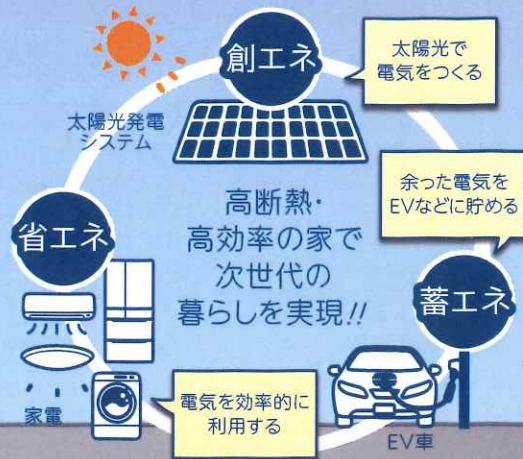 創エネ
太陽光で
電気をつくる
太陽光発電
システム
余った電気を
EVなどに貯める
高断熱・
高効率の家で
次世代の
暮らしを実現!!
省エネ
蓄エネ
家電
電気を効率的に
利用する
EV車